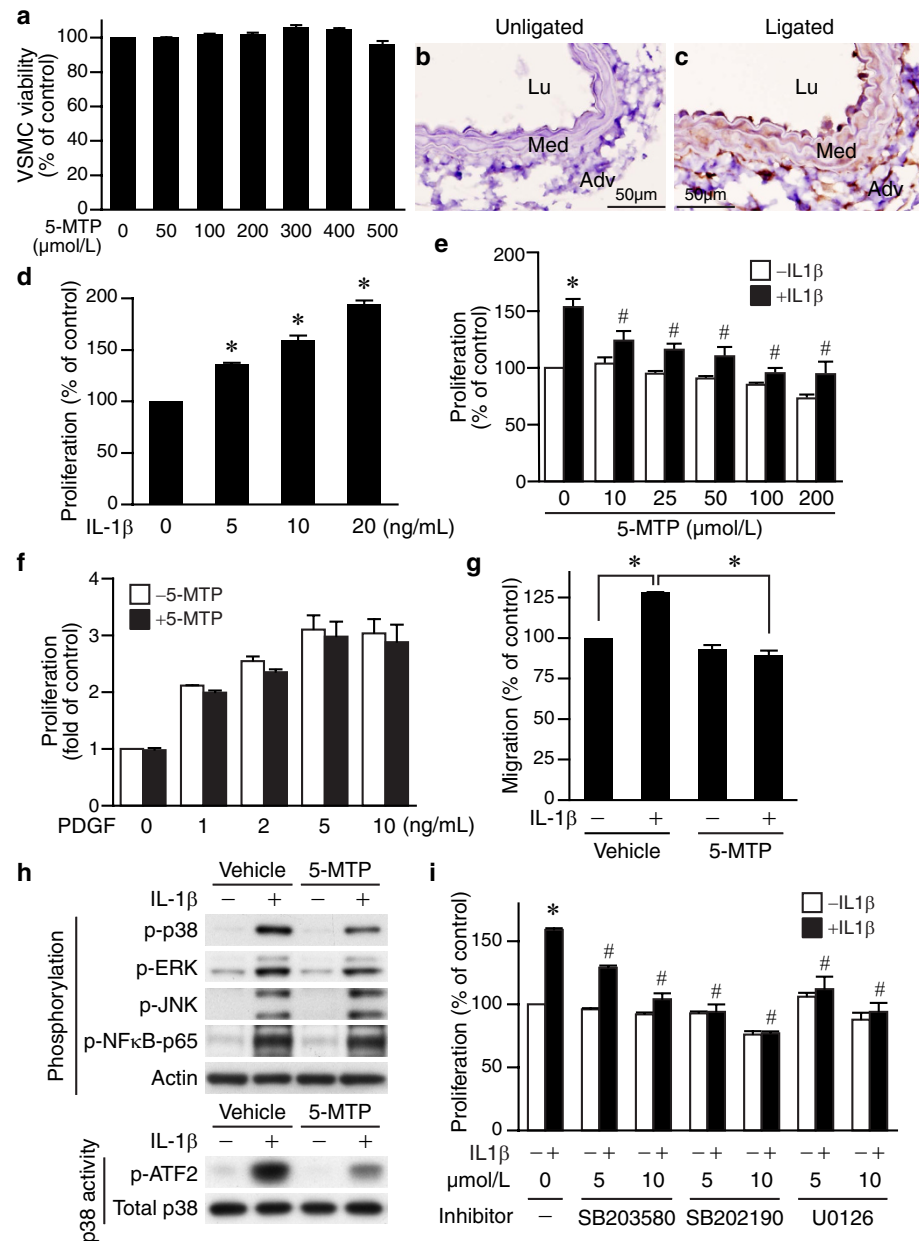 a
VSMC viability
(% of control)
100
80
60
40
20
0
5-MTP
(µmol/L)
0 50 100 200 300 400 500
Unligated
b
Lu
Med
Adv
50µm
Ligated
c
Lu
Med
Adv
50µm
d
Proliferation (% of control)
200
150
100
50
0
*
*
*
IL-1β 0 5 10 20 (ng/mL)
e
Proliferation
(% of control)
200
150
100
50
0
−IL1β
+IL1β
*
# # # # #
0 10 25 50 100 200
5-MTP (µmol/L)
f
Proliferation
(fold of control)
4
3
2
1
0
−5-MTP
+5-MTP
PDGF 0 1 2 5 10 (ng/mL)
g
Migration (% of control)
125
100
75
50
25
0
* *
IL-1β − + − +
Vehicle 5-MTP
h
Vehicle 5-MTP
IL-1β − + − +
Phosphorylation
p-p38
p-ERK
p-JNK
p-NFκB-p65
Actin
Vehicle 5-MTP
IL-1β − + − +
p38 activity
p-ATF2
Total p38
i
Proliferation (% of control)
150
100
50
0
−IL1β
+IL1β
*
# # # # # #
IL1β − + − + − + − + − + − + − +
µmol/L 0 5 10 5 10 5 10
Inhibitor − SB203580 SB202190 U0126